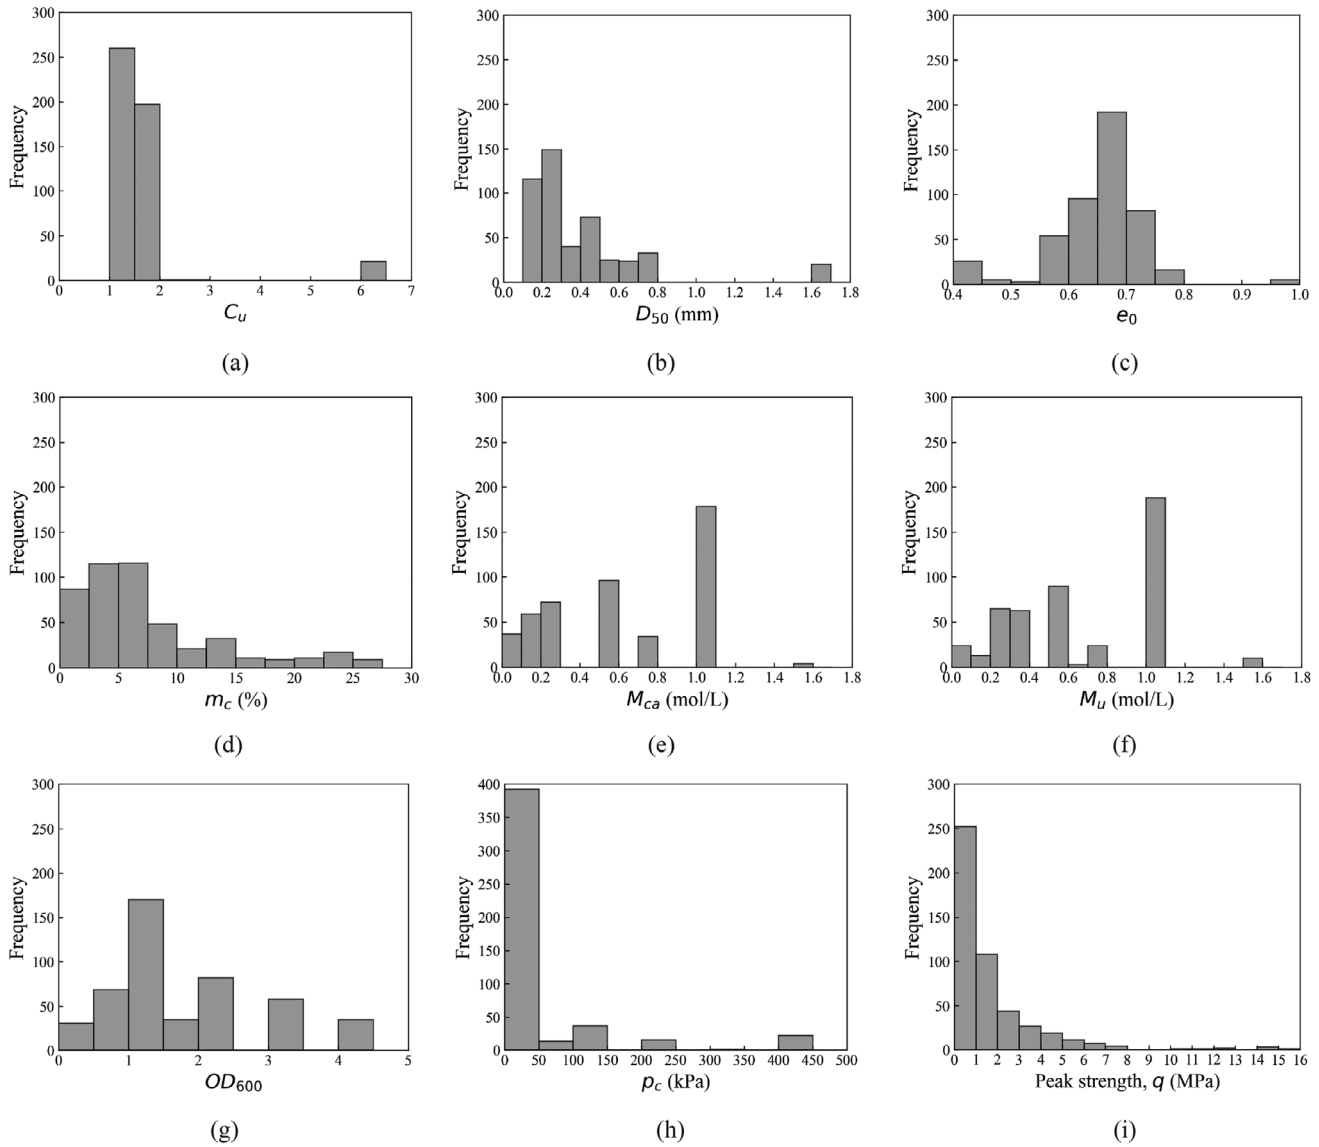 300
250
200
150
100
50
0
Frequency
0 1 2 3 4 5 6 7
C_u
(a)
300
250
200
150
100
50
0
Frequency
0.0 0.2 0.4 0.6 0.8 1.0 1.2 1.4 1.6 1.8
D_50 (mm)
(b)
300
250
200
150
100
50
0
Frequency
0.4 0.5 0.6 0.7 0.8 0.9 1.0
e_0
(c)
300
250
200
150
100
50
0
Frequency
0 5 10 15 20 25 30
m_c (%)
(d)
300
250
200
150
100
50
0
Frequency
0.0 0.2 0.4 0.6 0.8 1.0 1.2 1.4 1.6 1.8
M_ca (mol/L)
(e)
300
250
200
150
100
50
0
Frequency
0.0 0.2 0.4 0.6 0.8 1.0 1.2 1.4 1.6 1.8
M_u (mol/L)
(f)
300
250
200
150
100
50
0
Frequency
0 1 2 3 4 5
OD_600
(g)
400
350
300
250
200
150
100
50
0
Frequency
0 50 100 150 200 250 300 350 400 450 500
p_c (kPa)
(h)
300
250
200
150
100
50
0
Frequency
0 1 2 3 4 5 6 7 8 9 10 11 12 13 14 15 16
Peak strength, q (MPa)
(i)